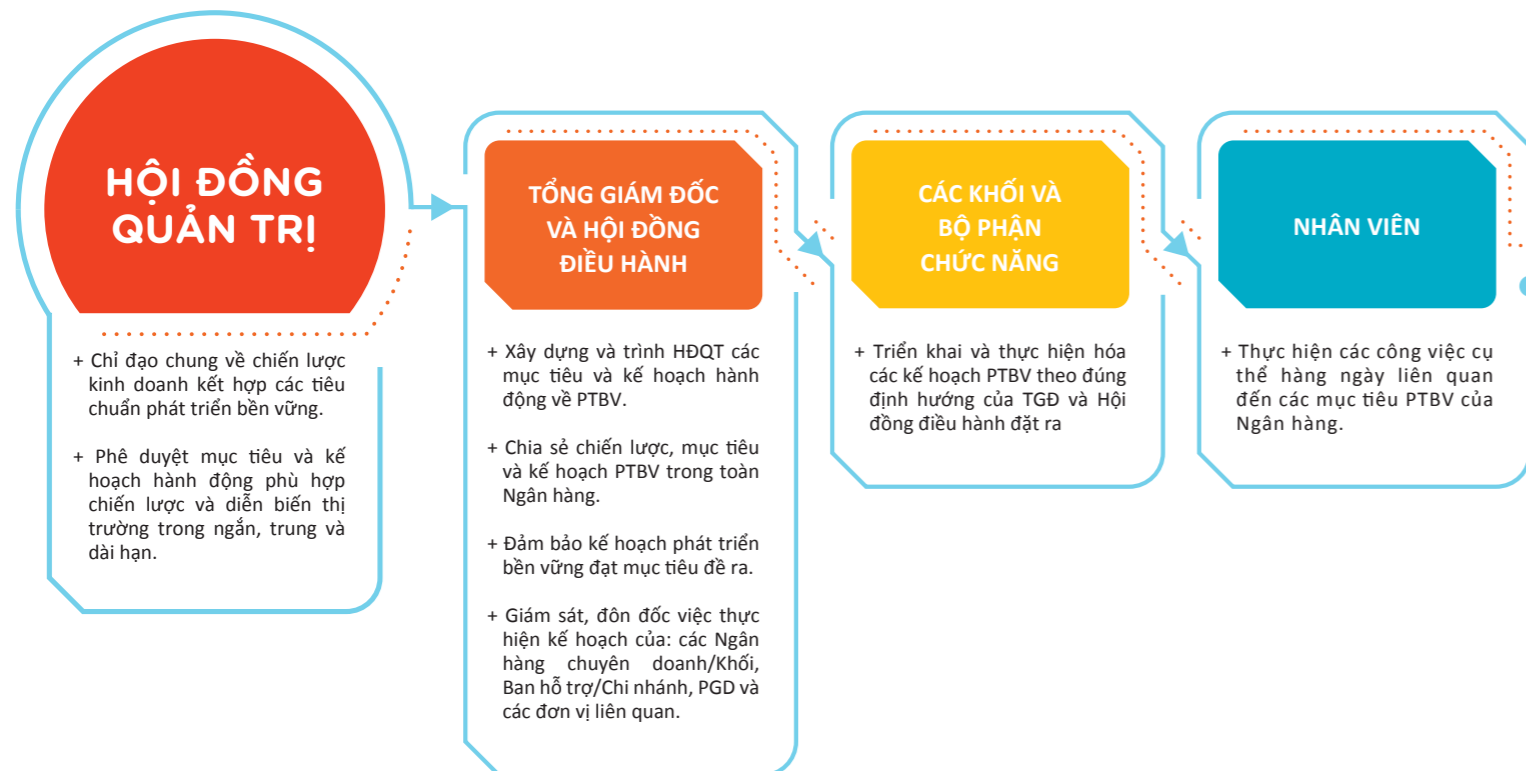 HỘI ĐỒNG
QUẢN TRỊ
+ Chỉ đạo chung về chiến lược
kinh doanh kết hợp các tiêu
chuẩn phát triển bền vững.
+ Phê duyệt mục tiêu và kế
hoạch hành động phù hợp
chiến lược và diễn biến thị
trường trong ngắn, trung và
dài hạn.
TỔNG GIÁM ĐỐC
VÀ HỘI ĐỒNG
ĐIỀU HÀNH
+ Xây dựng và trình HĐQT các
mục tiêu và kế hoạch hành
động về PTBV.
+ Chia sẻ chiến lược, mục tiêu
và kế hoạch PTBV trong toàn
Ngân hàng.
+ Đảm bảo kế hoạch phát triển
bền vững đạt mục tiêu đề ra.
+ Giám sát, đôn đốc việc thực
hiện kế hoạch của: các Ngân
hàng chuyên doanh/Khối,
Ban hỗ trợ/Chi nhánh, PGD và
các đơn vị liên quan.
CÁC KHỐI VÀ
BỘ PHẬN
CHỨC NĂNG
+ Triển khai và thực hiện hóa
các kế hoạch PTBV theo đúng
định hướng của TGĐ và Hội
đồng điều hành đặt ra
NHÂN VIÊN
+ Thực hiện các công việc cụ
thể hàng ngày liên quan
đến các mục tiêu PTBV của
Ngân hàng.